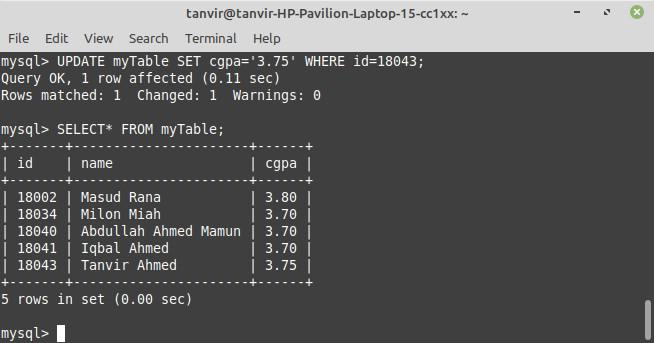 tanvir@tanvir-HP-Pavilion-Laptop-15-cc1xx: ~
File Edit View Search Terminal Help
mysql> UPDATE myTable SET cgpa='3.75' WHERE id=18043;
Query OK, 1 row affected (0.11 sec)
Rows matched: 1  Changed: 1  Warnings: 0
mysql> SELECT* FROM myTable;
+-------+----------------------+------+
| id    | name                 | cgpa |
+-------+----------------------+------+
| 18002 | Masud Rana           | 3.80 |
| 18034 | Milon Miah           | 3.70 |
| 18040 | Abdullah Ahmed Mamun | 3.70 |
| 18041 | Iqbal Ahmed          | 3.70 |
| 18043 | Tanvir Ahmed         | 3.75 |
+-------+----------------------+------+
5 rows in set (0.00 sec)
mysql>